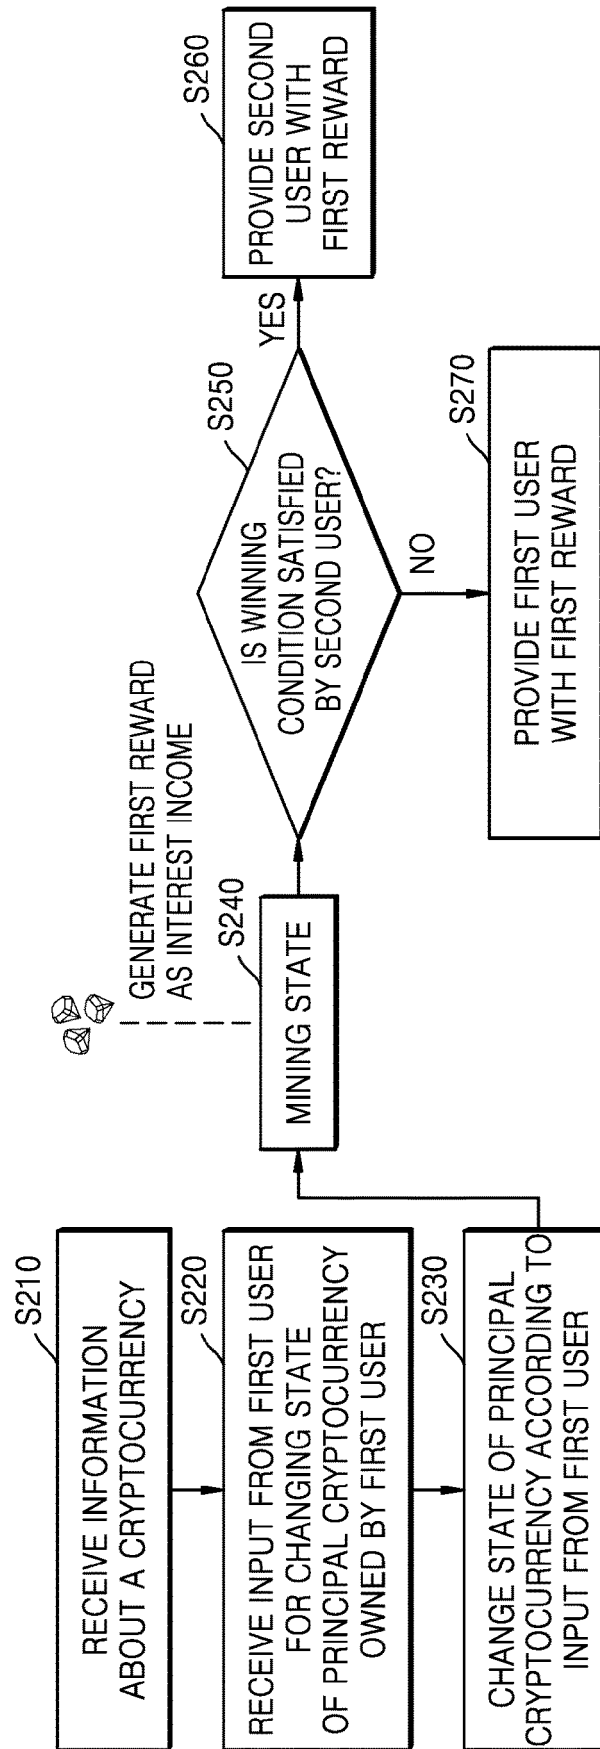 S210
RECEIVE INFORMATION
ABOUT A CRYPTOCURRENCY
S220
RECEIVE INPUT FROM FIRST USER
FOR CHANGING STATE
OF PRINCIPAL CRYPTOCURRENCY
OWNED BY FIRST USER
S230
CHANGE STATE OF PRINCIPAL
CRYPTOCURRENCY ACCORDING TO
INPUT FROM FIRST USER
GENERATE FIRST REWARD
AS INTEREST INCOME
S240
MINING STATE
S250
IS WINNING
CONDITION SATISFIED
BY SECOND USER?
YES
NO
S260
PROVIDE SECOND
USER WITH
FIRST REWARD
S270
PROVIDE FIRST USER
WITH FIRST REWARD